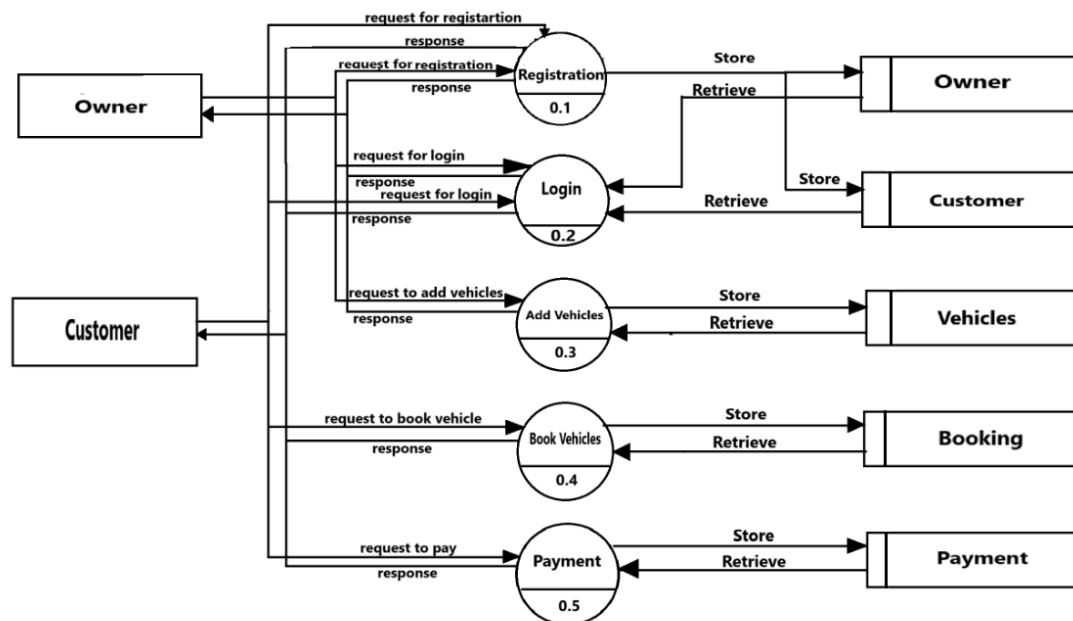 request for registartion
response
request for registration
response
Registration
0.1
Store
Retrieve
Owner
Owner
request for login
response
request for login
response
Login
0.2
Store
Retrieve
Customer
Customer
request to add vehicles
response
Add Vehicles
0.3
Store
Retrieve
Vehicles
request to book vehicle
response
Book Vehicles
0.4
Store
Retrieve
Booking
request to pay
response
Payment
0.5
Store
Retrieve
Payment